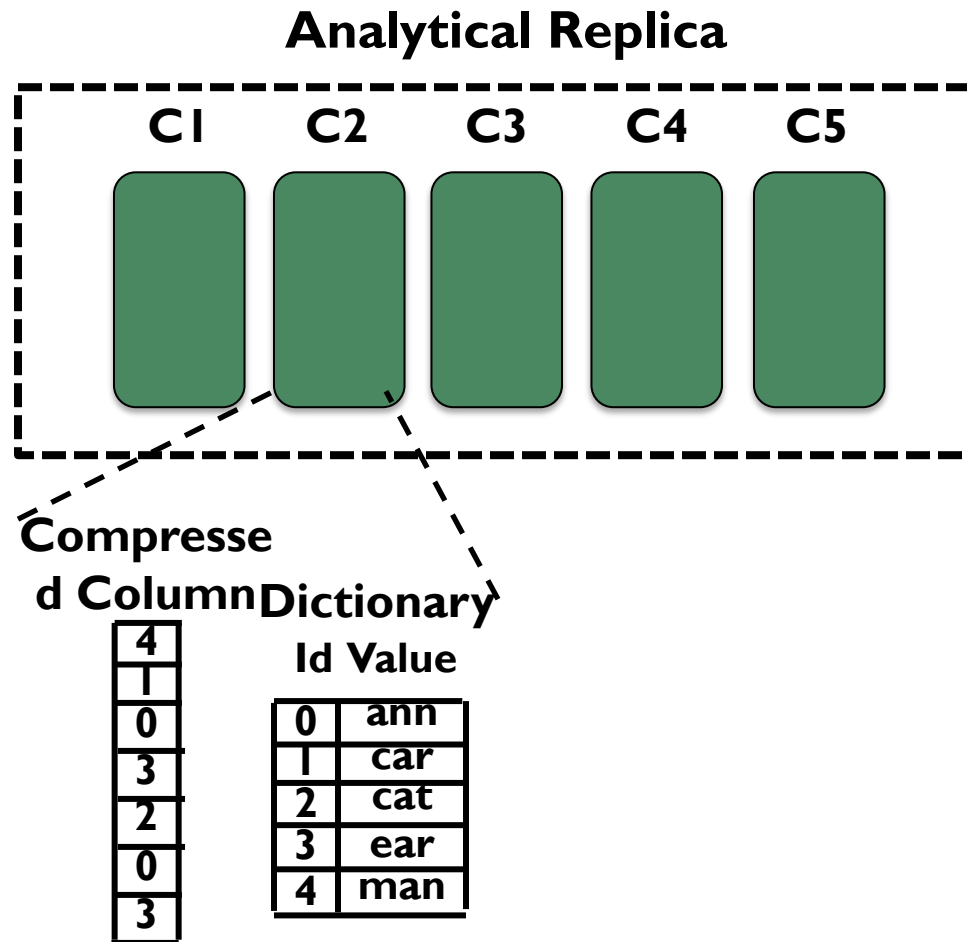 Analytical Replica
C1 C2 C3 C4 C5
Compresse
d Column
4
1
0
3
2
0
3
Dictionary
Id Value
0 ann
1 car
2 cat
3 ear
4 man